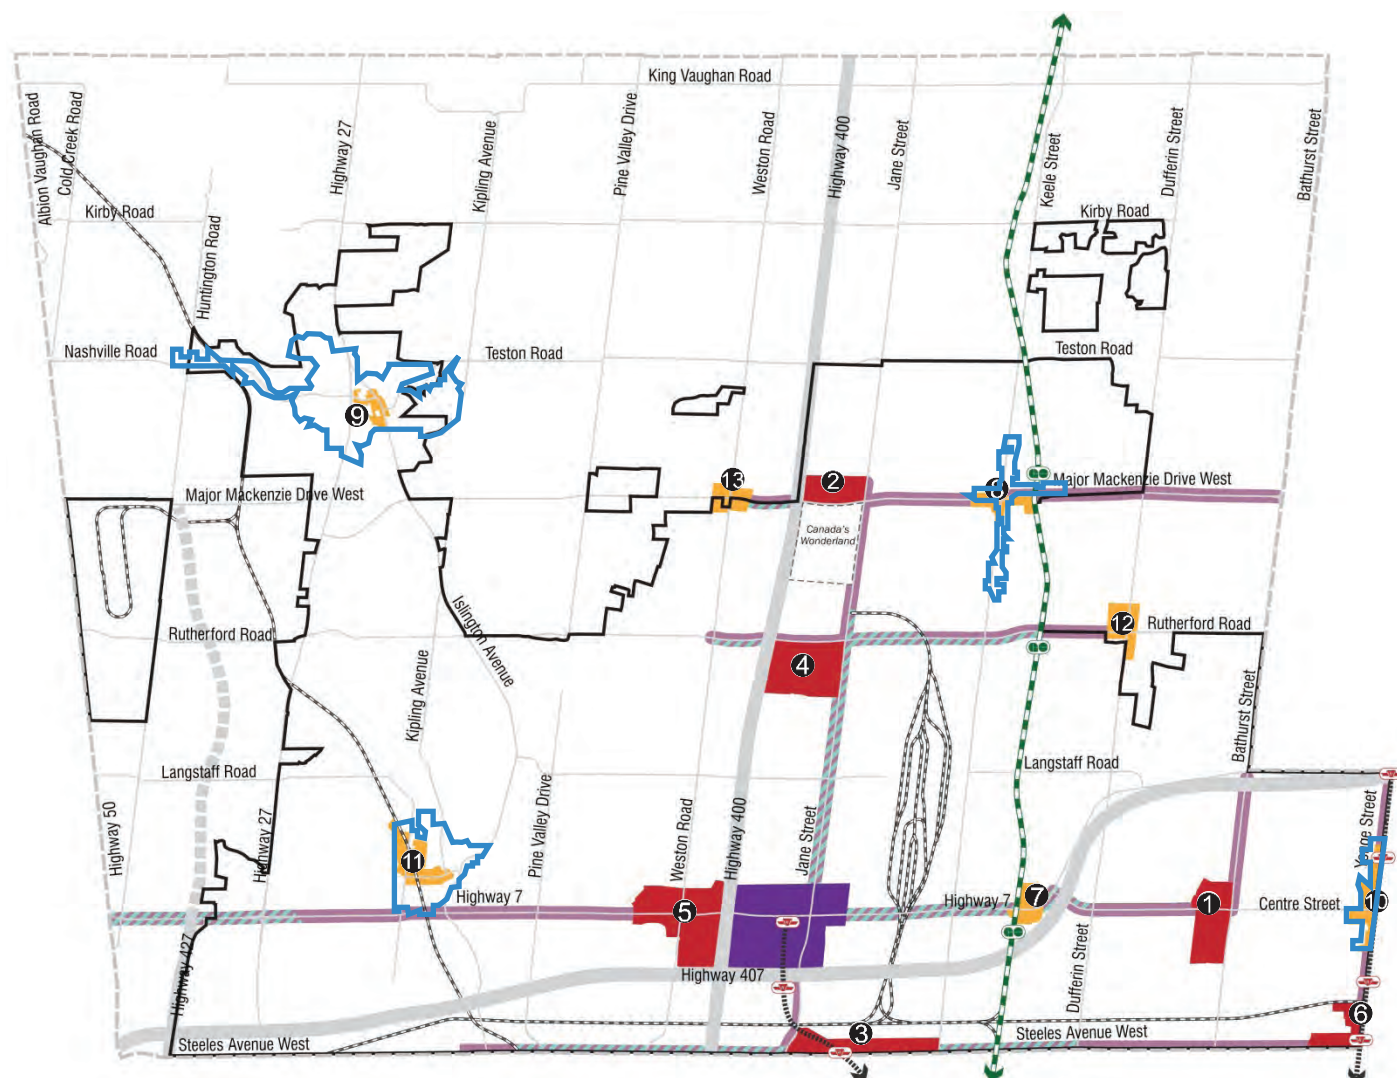 King Vaughan Road
Albion Vaughan Road
Cold Creek Road
Highway 27
Kipling Avenue
Pine Valley Drive
Weston Road
Highway 400
Jane Street
Keele Street
Dufferin Street
Bathurst Street
Kirby Road
Kirby Road
Huntington Road
Nashville Road
Teston Road
Teston Road
9
13
2
8
Major Mackenzie Drive West
Major Mackenzie Drive West
Canada's
Wonderland
Rutherford Road
Islington Avenue
12
Rutherford Road
4
Kipling Avenue
Bathurst Street
Langstaff Road
Langstaff Road
Highway 50
Highway 27
Pine Valley Drive
Weston Road
Highway 400
Jane Street
Yonge Street
11
Highway 7
5
Highway 7
7
1
Centre Street
10
Highway 427
Highway 407
Dufferin Street
6
Steeles Avenue West
3
Steeles Avenue West